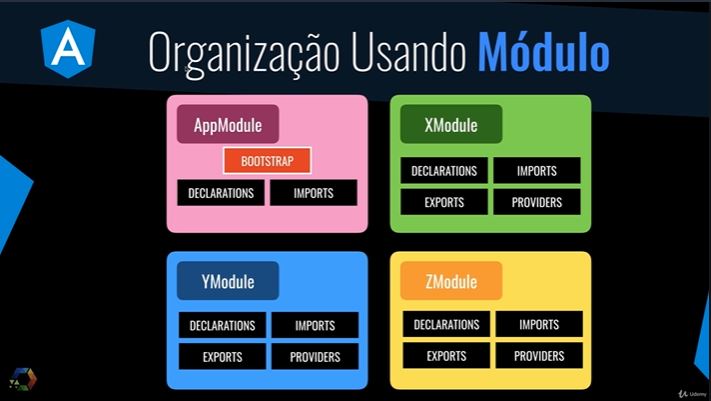 A
Organização Usando Módulo
AppModule
BOOTSTRAP
DECLARATIONS IMPORTS
XModule
DECLARATIONS IMPORTS
EXPORTS PROVIDERS
YModule
DECLARATIONS IMPORTS
EXPORTS PROVIDERS
ZModule
DECLARATIONS IMPORTS
EXPORTS PROVIDERS
Udemy